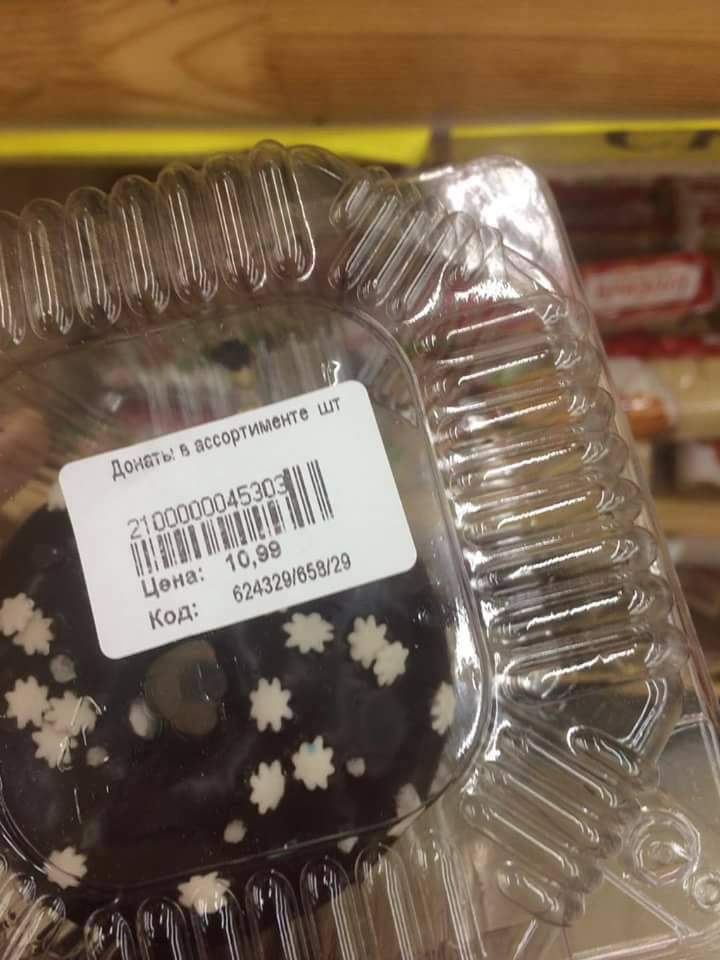 Донаты в ассортименте шт
2100000045303
Цена: 10,99
Код: 624329/658/29